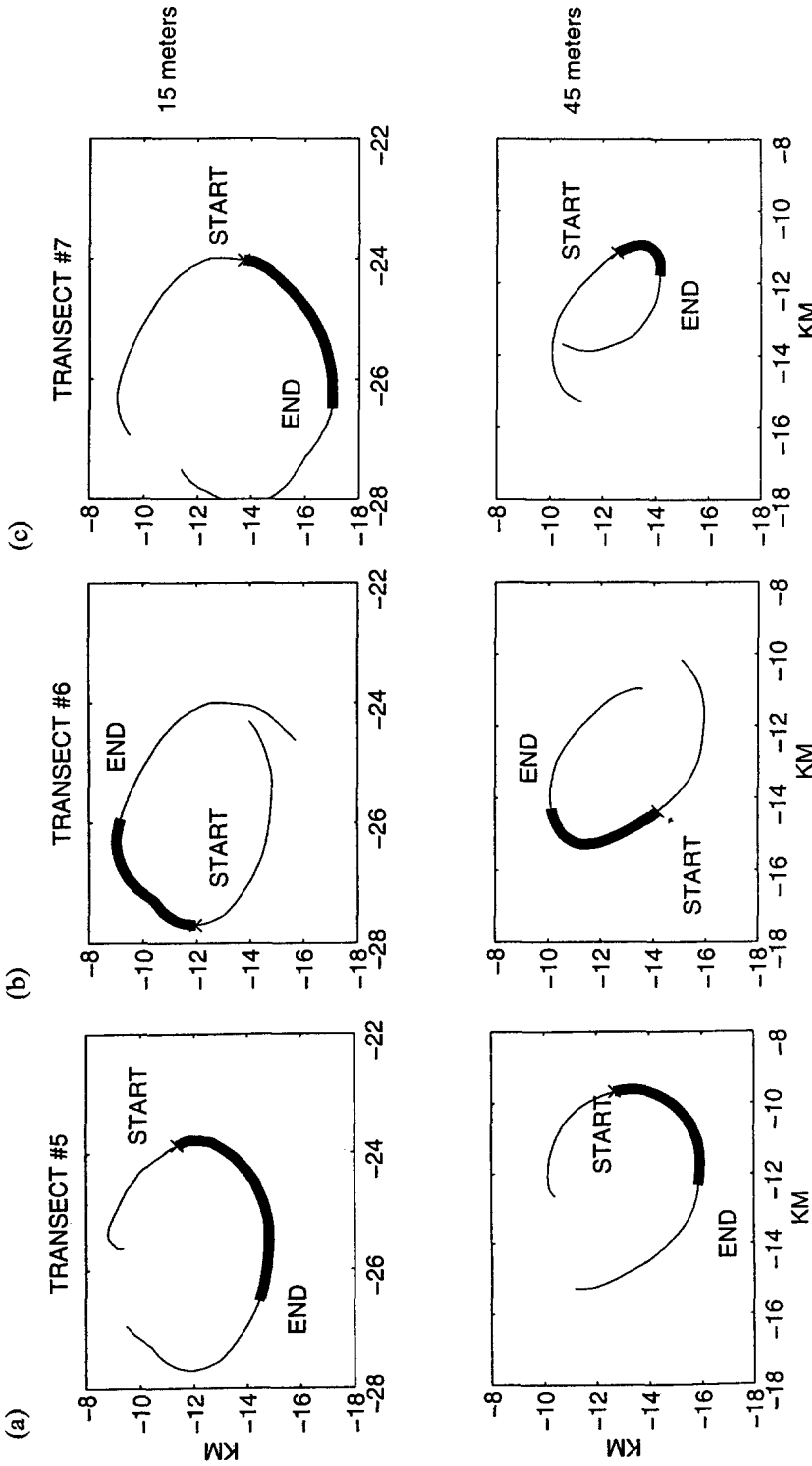 (a)
TRANSECT #5
KM
−8
−10
−12
−14
−16
−18
START
END
−28
−26
−24
−22
(b)
TRANSECT #6
−8
−10
−12
−14
−16
−18
END
START
−28
−26
−24
−22
(c)
TRANSECT #7
−8
−10
−12
−14
−16
−18
START
END
−28
−26
−24
−22
15 meters
KM
−8
−10
−12
−14
−16
−18
START
END
−18
−16
−14
−12
−10
−8
KM
−8
−10
−12
−14
−16
−18
END
START
−18
−16
−14
−12
−10
−8
KM
−8
−10
−12
−14
−16
−18
START
END
−18
−16
−14
−12
−10
−8
KM
45 meters